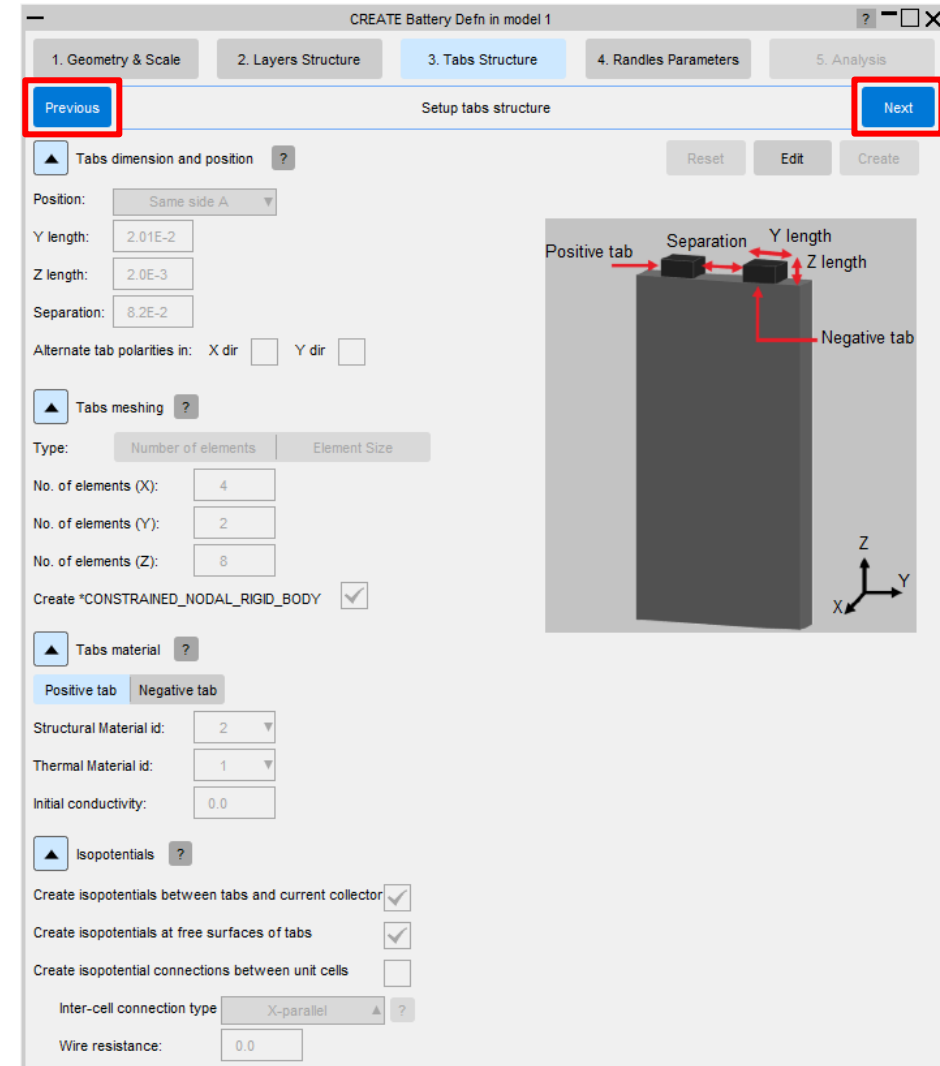 CREATE Battery Defn in model 1 ?
1. Geometry & Scale 2. Layers Structure 3. Tabs Structure 4. Randles Parameters 5. Analysis
Previous Setup tabs structure Next
Tabs dimension and position ? Reset Edit Create
Position: Same side A
Y length: 2.01E-2
Z length: 2.0E-3
Separation: 8.2E-2
Alternate tab polarities in: X dir Y dir
Positive tab Separation Y length
Z length
Negative tab
Z
Y
X
Tabs meshing ?
Type: Number of elements Element Size
No. of elements (X): 4
No. of elements (Y): 2
No. of elements (Z): 8
Create *CONSTRAINED_NODAL_RIGID_BODY
Tabs material ?
Positive tab Negative tab
Structural Material id: 2
Thermal Material id: 1
Initial conductivity: 0.0
Isopotentials ?
Create isopotentials between tabs and current collector
Create isopotentials at free surfaces of tabs
Create isopotential connections between unit cells
Inter-cell connection type X-parallel ?
Wire resistance: 0.0